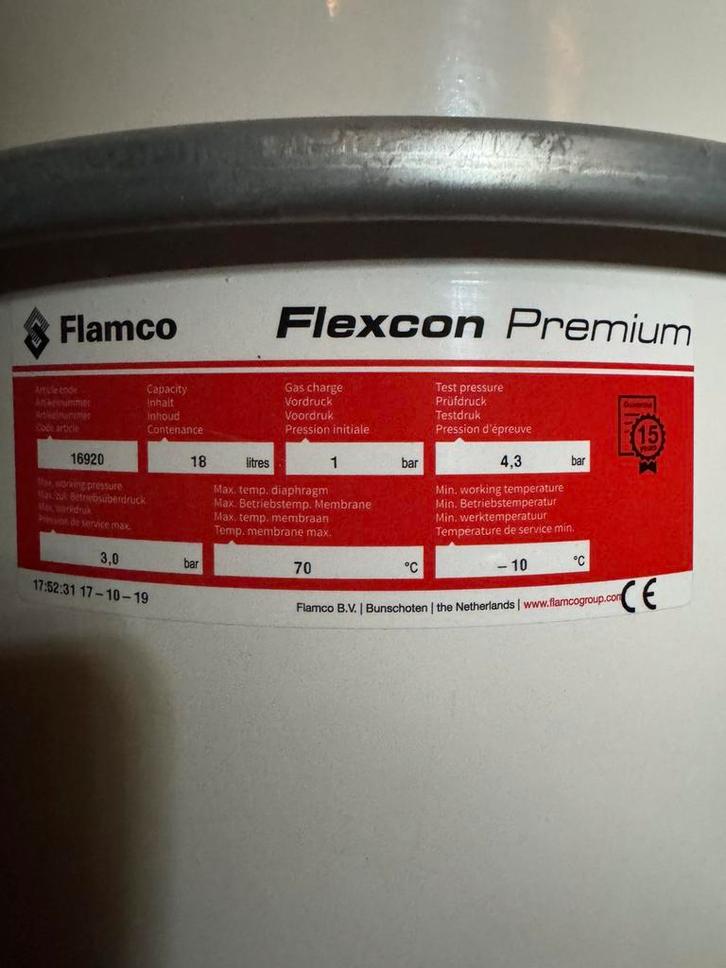 Flamco Flexcon Premium
Article code Capacity Gas charge Test pressure
Artikelnummer Inhalt Vordruck Prüfdruck
Artikelnummer Inhoud Voordruk Testdruk
Code article Contenance Pression initiale Pression d'épreuve
Guarantee
15
years
16920 18 litres 1 bar 4,3 bar
Max. working pressure Max. temp. diaphragm Min. working temperature
Max. zul. Betriebsüberdruck Max. Betriebstemp. Membrane Min. Betriebstemperatur
Max. werkdruk Max. temp. membraan Min. werktemperatuur
Pression de service max. Temp. membrane max. Temperature de service min.
3,0 bar 70 °C – 10 °C
17:52:31 17–10–19
Flamco B.V. | Bunschoten | the Netherlands | www.flamcogroup.com CE